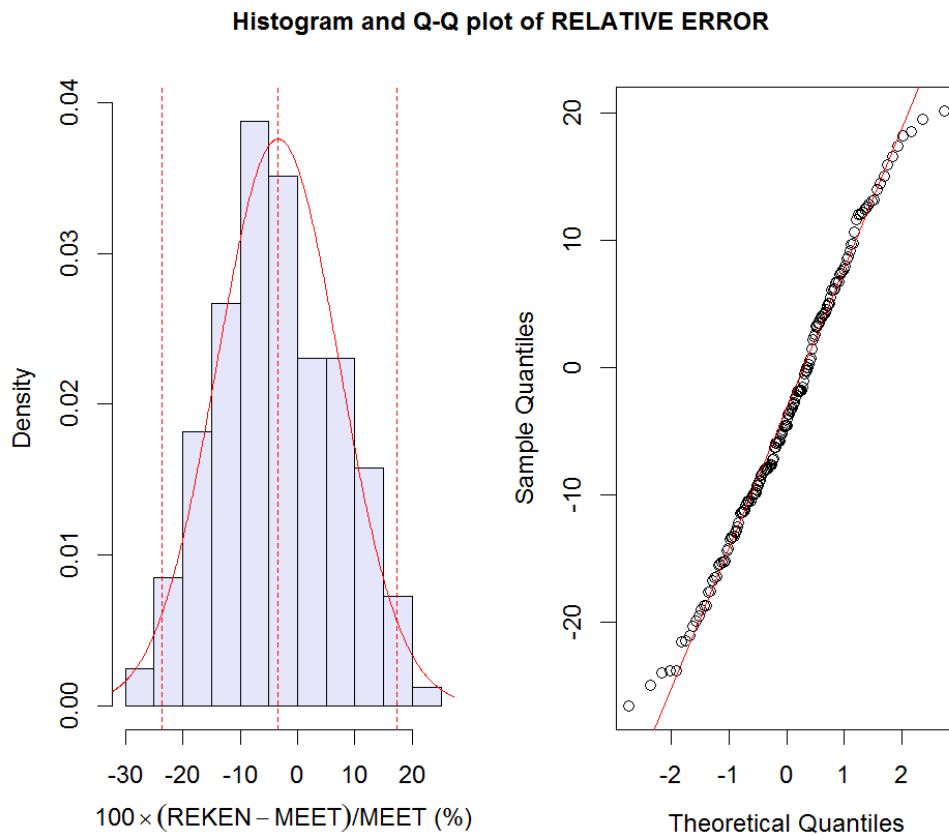 Histogram and Q-Q plot of RELATIVE ERROR
0.04
0.03
0.02
0.01
0.00
Density
-30 -20 -10 0 10 20
100 × (REKEN − MEET)/MEET (%)
20
10
0
-10
-20
Sample Quantiles
-2 -1 0 1 2
Theoretical Quantiles